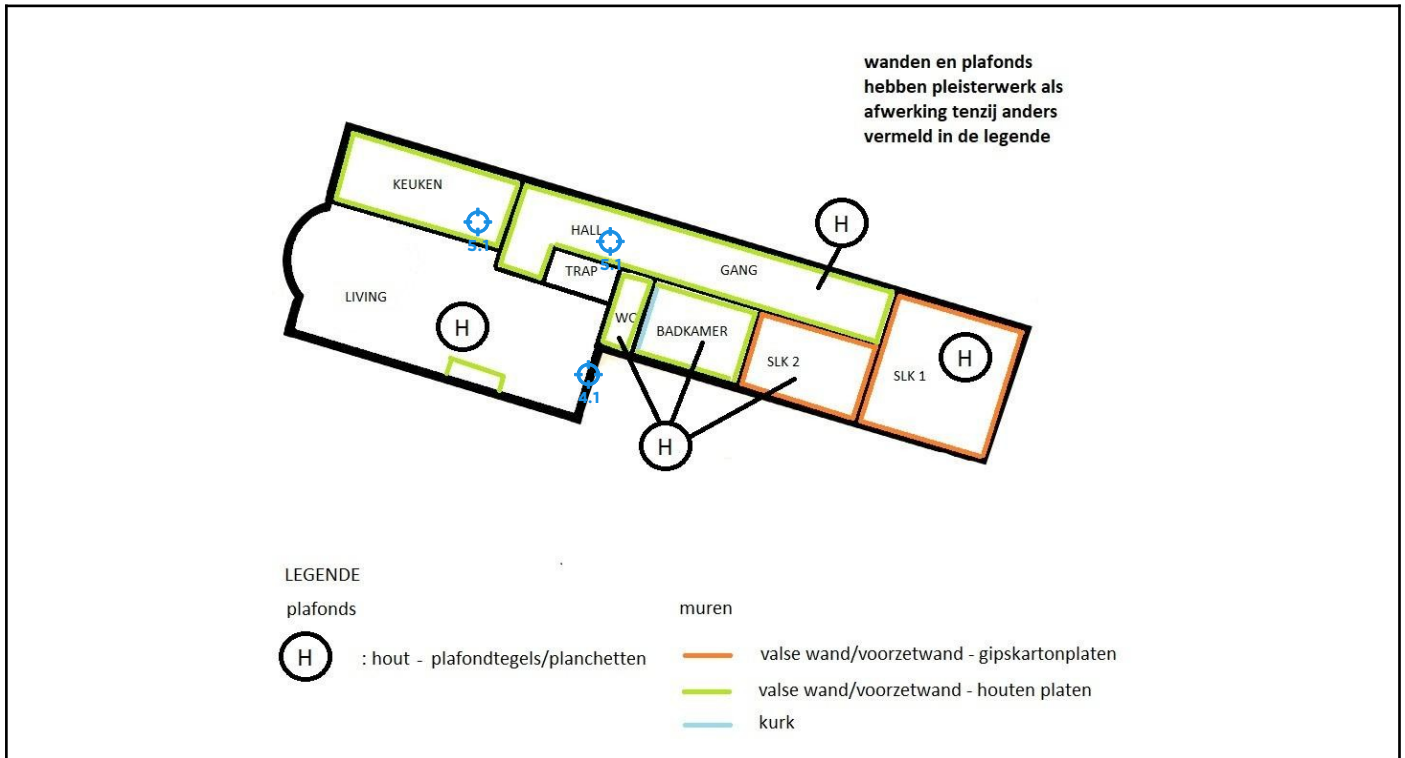 wanden en plafonds
hebben pleisterwerk als
afwerking tenzij anders
vermeld in de legende
KEUKEN
H
HALL
5.1
5.1
GANG
TRAP
LIVING
H
WC
BADKAMER
SLK 2
SLK 1
H
4.1
H
LEGENDE
plafonds
muren
H : hout - plafondtegels/planchetten
valse wand/voorzetwand - gipskartonplaten
valse wand/voorzetwand - houten platen
kurk